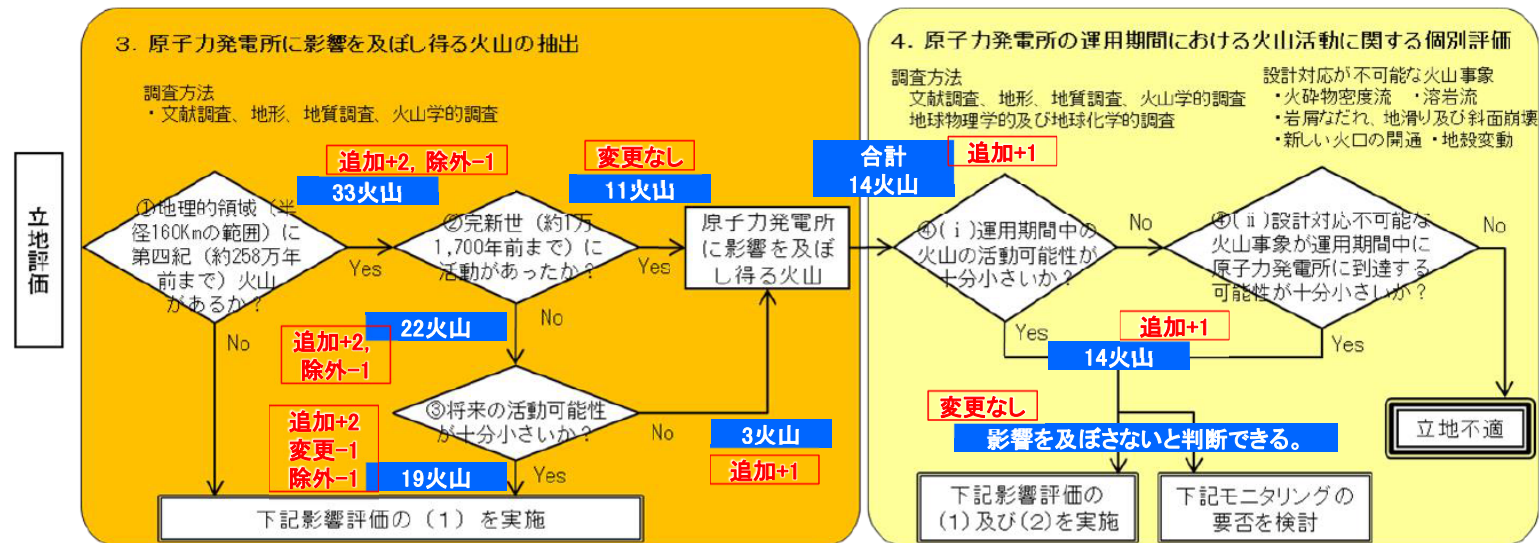 3. 原子力発電所に影響を及ぼし得る火山の抽出
調査方法
・文献調査、地形、地質調査、火山学的調査
立地評価
追加+2, 除外-1
33火山
変更なし
11火山
①地理的領域（半
径160Kmの範囲）に
第四紀（約258万年
前まで）火山
があるか？
Yes
②完新世（約1万
1,700年前まで）に
活動があったか？
Yes
原子力発電所
に影響を及ぼ
し得る火山
No
No
22火山
追加+2,
除外-1
③将来の活動可能性
が十分小さいか？
No
3火山
追加+1
追加+2
変更-1
除外-1
19火山
Yes
下記影響評価の（1）を実施
4. 原子力発電所の運用期間における火山活動に関する個別評価
調査方法
文献調査、地形、地質調査、火山学的調査
地球物理学的及び地球化学的調査
設計対応が不可能な火山事象
・火砕物密度流　・溶岩流
・岩屑なだれ、地滑り及び斜面崩壊
・新しい火口の開通 ・地殻変動
合計
14火山
追加+1
④(ⅰ)運用期間中の
火山の活動可能性が
十分小さいか？
No
④(ⅱ)設計対応不可能な
火山事象が運用期間中に
原子力発電所に到達する
可能性が十分小さいか？
No
Yes
追加+1
Yes
14火山
変更なし
影響を及ぼさないと判断できる。
立地不適
下記影響評価の
(1)及び(2)を実施
下記モニタリングの
要否を検討